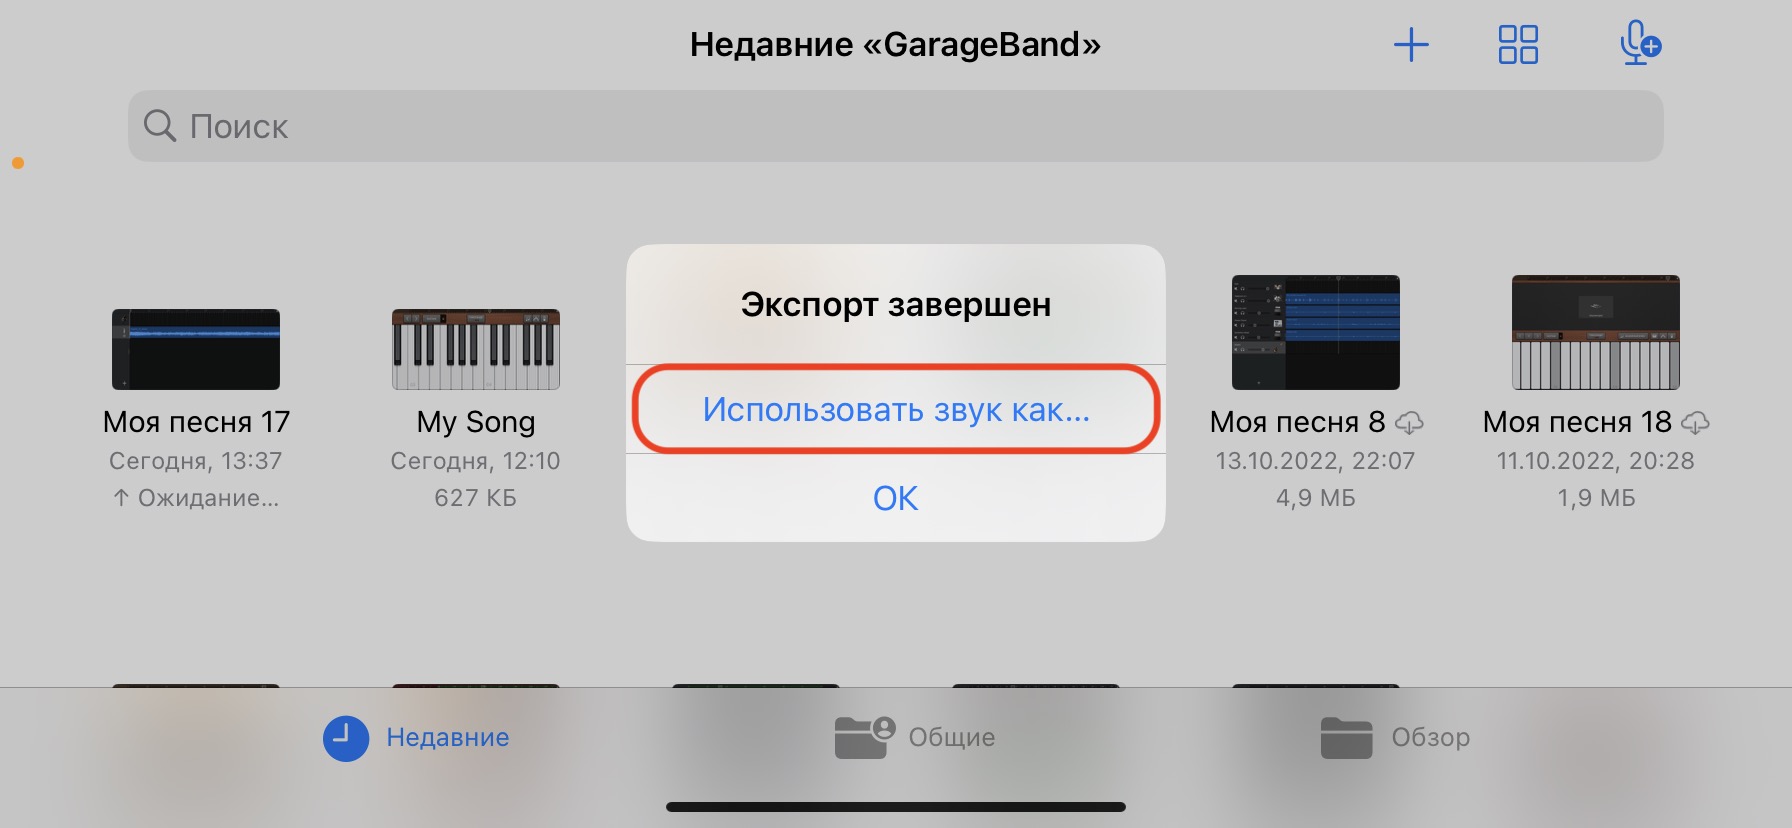 Недавние «GarageBand»
Поиск
Экспорт завершен
Использовать звук как...
ОК
Моя песня 17
Сегодня, 13:37
↑ Ожидание...
My Song
Сегодня, 12:10
627 КБ
Моя песня 8
13.10.2022, 22:07
4,9 МБ
Моя песня 18
11.10.2022, 20:28
1,9 МБ
Недавние
Общие
Обзор